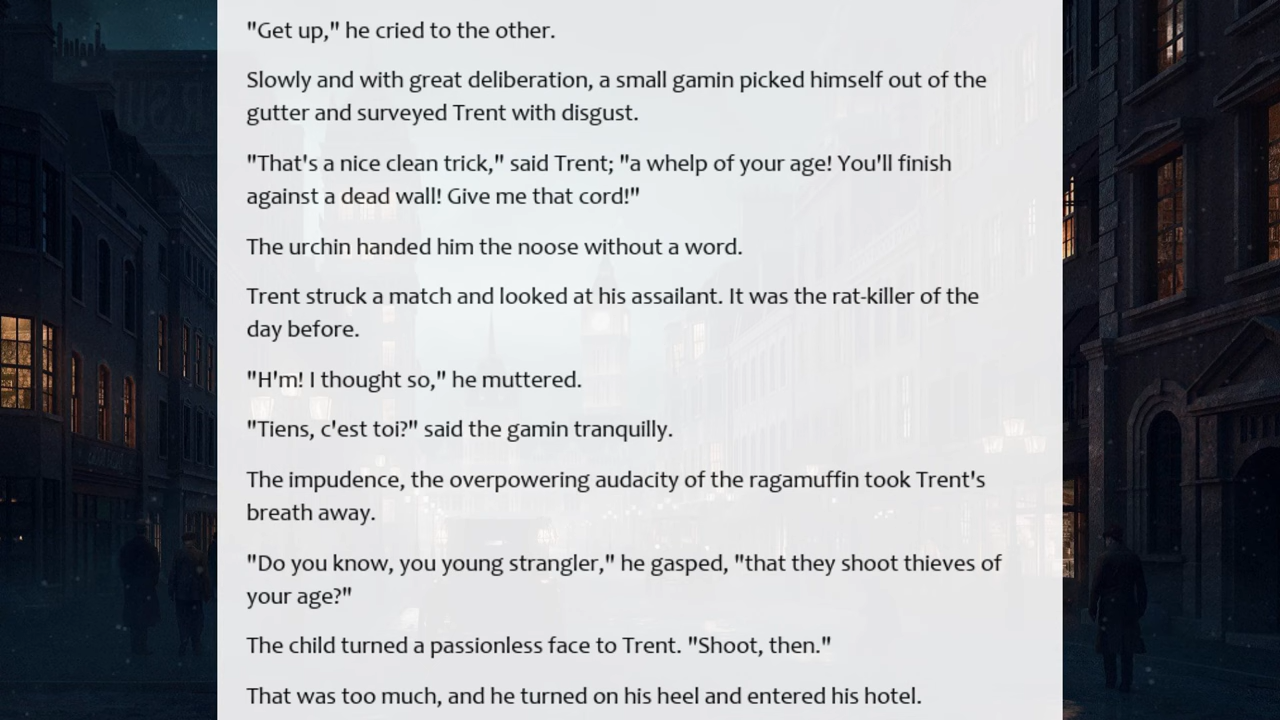 "Get up," he cried to the other.
Slowly and with great deliberation, a small gamin picked himself out of the
gutter and surveyed Trent with disgust.
"That's a nice clean trick," said Trent; "a whelp of your age! You'll finish
against a dead wall! Give me that cord!"
The urchin handed him the noose without a word.
Trent struck a match and looked at his assailant. It was the rat-killer of the
day before.
"H'm! I thought so," he muttered.
"Tiens, c'est toi?" said the gamin tranquilly.
The impudence, the overpowering audacity of the ragamuffin took Trent's
breath away.
"Do you know, you young strangler," he gasped, "that they shoot thieves of
your age?"
The child turned a passionless face to Trent. "Shoot, then."
That was too much, and he turned on his heel and entered his hotel.